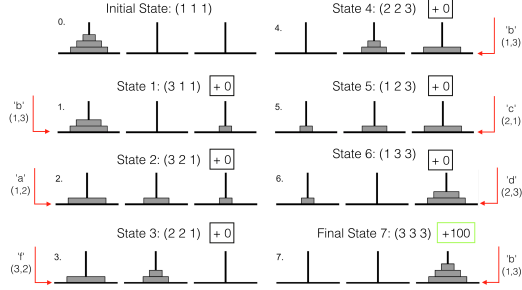 Initial State: (1 1 1)
0.
State 1: (3 1 1) + 0
'b'
(1,3)
1.
State 2: (3 2 1) + 0
'a'
(1,2)
2.
State 3: (2 2 1) + 0
'f'
(3,2)
3.
State 4: (2 2 3) + 0
4.
'b'
(1,3)
State 5: (1 2 3) + 0
5.
'c'
(2,1)
State 6: (1 3 3) + 0
6.
'd'
(2,3)
Final State 7: (3 3 3) +100
7.
'b'
(1,3)